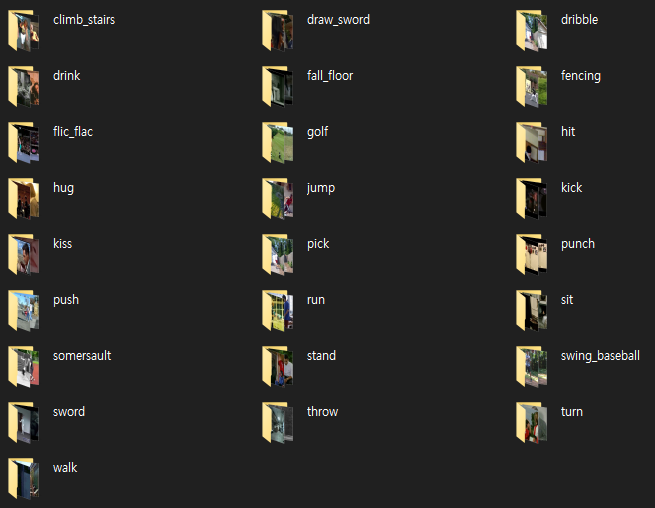 climb_stairs draw_sword dribble
drink fall_floor fencing
flic_flac golf hit
hug jump kick
kiss pick punch
push run sit
somersault stand swing_baseball
sword throw turn
walk